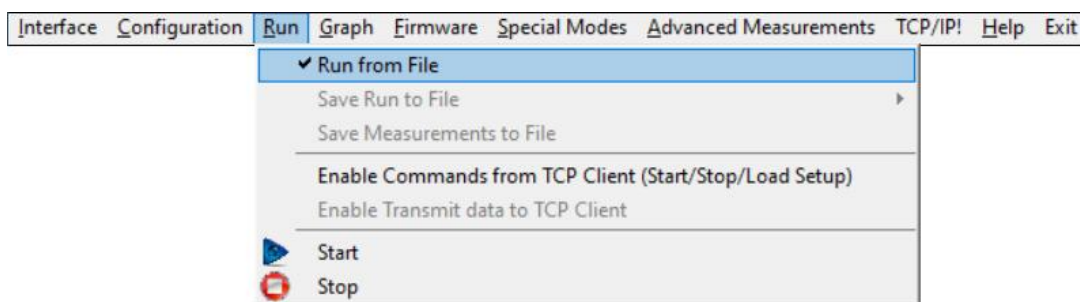 Interface Configuration Run Graph Firmware Special Modes Advanced Measurements TCP/IP! Help Exit
Run from File
Save Run to File
Save Measurements to File
Enable Commands from TCP Client (Start/Stop/Load Setup)
Enable Transmit data to TCP Client
Start
Stop